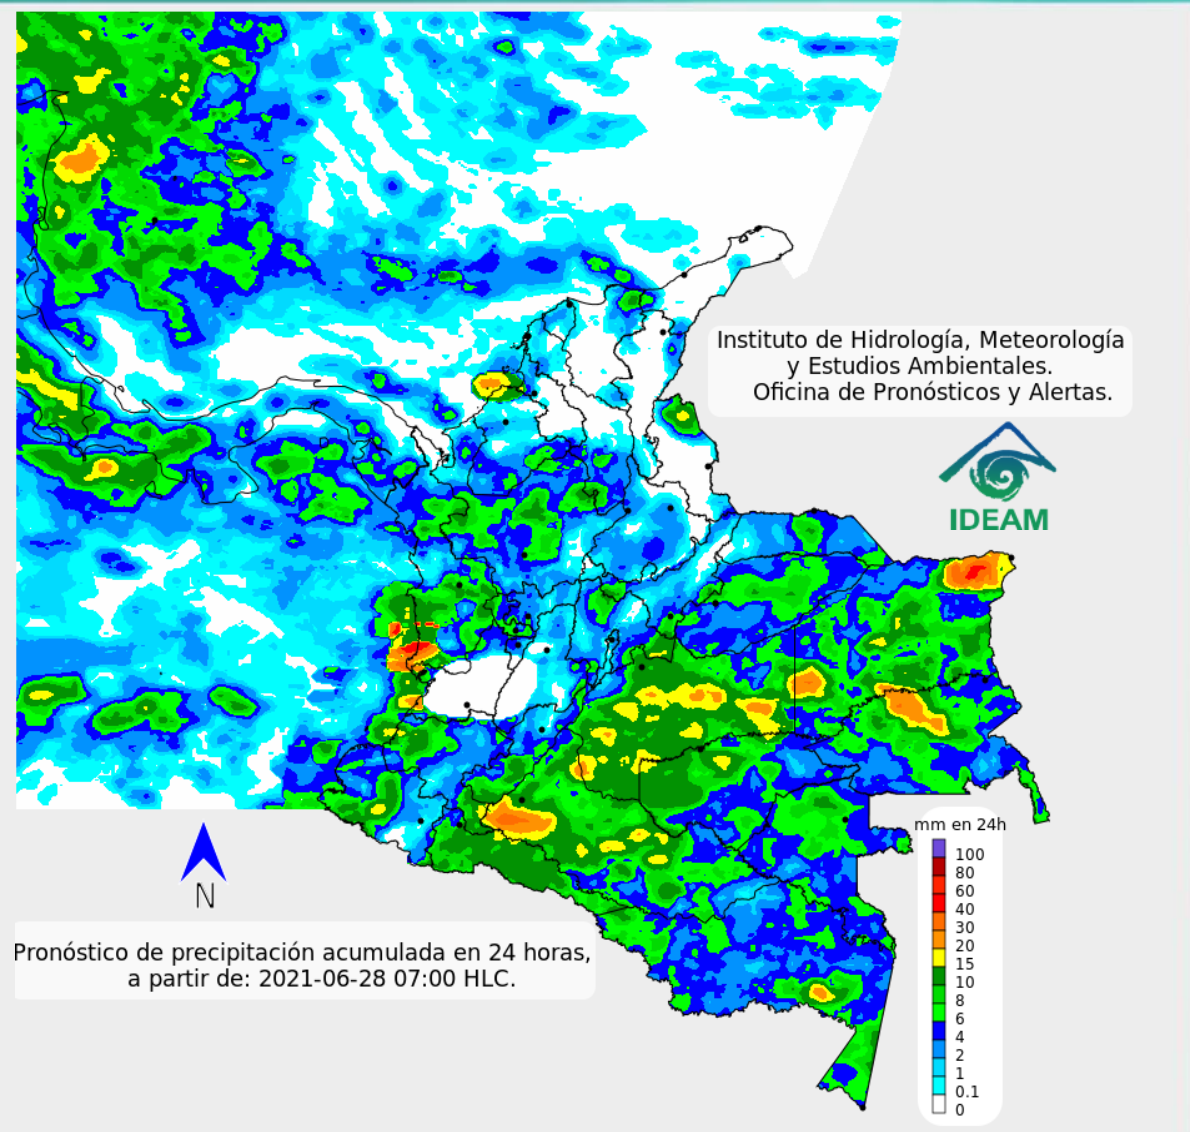 Instituto de Hidrología, Meteorología
y Estudios Ambientales.
Oficina de Pronósticos y Alertas.
IDEAM
mm en 24h
100
80
60
40
30
20
15
10
8
6
4
2
1
0.1
0
N
Pronóstico de precipitación acumulada en 24 horas,
a partir de: 2021-06-28 07:00 HLC.